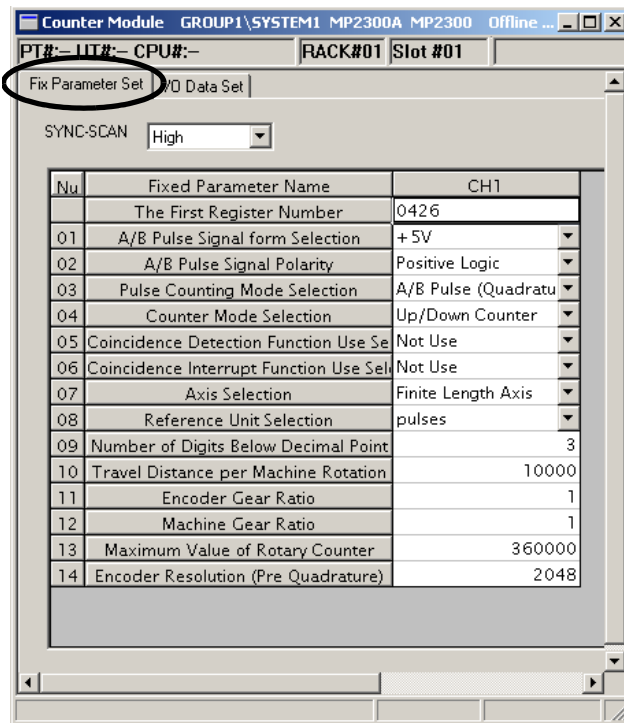 Counter Module GROUP1\SYSTEM1 MP2300A MP2300 Offline ...
PT#:– UT#:– CPU#:– RACK#01 Slot #01
Fix Parameter Set I/O Data Set
SYNC-SCAN High
Nu Fixed Parameter Name CH1
The First Register Number 0426
01 A/B Pulse Signal form Selection +5V
02 A/B Pulse Signal Polarity Positive Logic
03 Pulse Counting Mode Selection A/B Pulse (Quadratu
04 Counter Mode Selection Up/Down Counter
05 Coincidence Detection Function Use Se Not Use
06 Coincidence Interrupt Function Use Sel Not Use
07 Axis Selection Finite Length Axis
08 Reference Unit Selection pulses
09 Number of Digits Below Decimal Point 3
10 Travel Distance per Machine Rotation 10000
11 Encoder Gear Ratio 1
12 Machine Gear Ratio 1
13 Maximum Value of Rotary Counter 360000
14 Encoder Resolution (Pre Quadrature) 2048